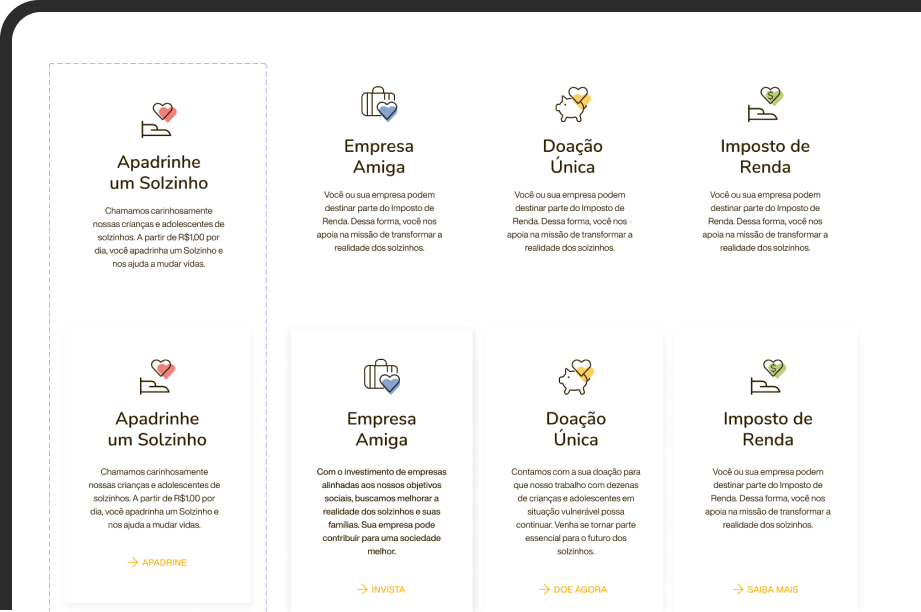 Apadrinhe
um Solzinho
Chamamos carinhosamente
nossas crianças e adolescentes de
solzinhos. A partir de R$1,00 por
dia, você apadrinha um Solzinho e
nos ajuda a mudar vidas.
Empresa
Amiga
Você ou sua empresa podem
destinar parte do Imposto de
Renda. Dessa forma, você nos
apoia na missão de transformar a
realidade dos solzinhos.
Doação
Única
Você ou sua empresa podem
destinar parte do Imposto de
Renda. Dessa forma, você nos
apoia na missão de transformar a
realidade dos solzinhos.
$
Imposto de
Renda
Você ou sua empresa podem
destinar parte do Imposto de
Renda. Dessa forma, você nos
apoia na missão de transformar a
realidade dos solzinhos.
Apadrinhe
um Solzinho
Chamamos carinhosamente
nossas crianças e adolescentes de
solzinhos. A partir de R$1,00 por
dia, você apadrinha um Solzinho e
nos ajuda a mudar vidas.
APADRINE
Empresa
Amiga
Com o investimento de empresas
alinhadas aos nossos objetivos
sociais, buscamos melhorar a
realidade dos solzinhos e suas
famílias. Sua empresa pode
contribuir para uma sociedade
melhor.
INVISTA
Doação
Única
Contamos com a sua doação para
que nosso trabalho com dezenas
de crianças e adolescentes em
situação vulnerável possa
continuar. Venha se tornar parte
essencial para o futuro dos
solzinhos.
DOE AGORA
$
Imposto de
Renda
Você ou sua empresa podem
destinar parte do Imposto de
Renda. Dessa forma, você nos
apoia na missão de transformar a
realidade dos solzinhos.
SAIBA MAIS